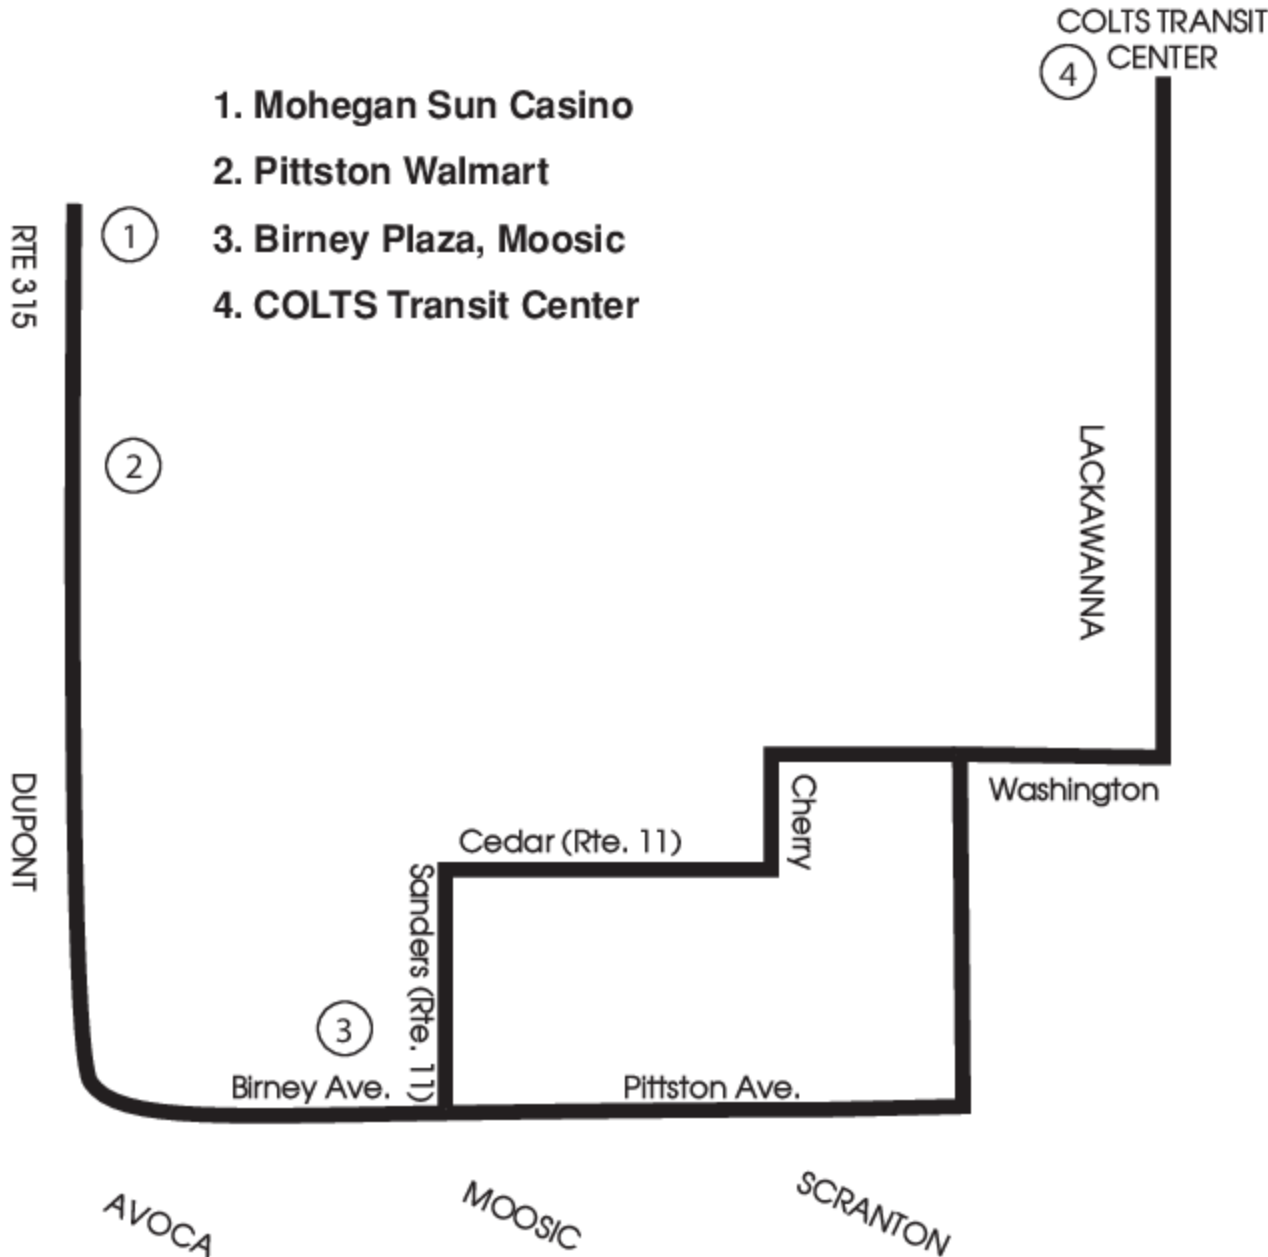 COLTS TRANSIT
CENTER
4
1. Mohegan Sun Casino
2. Pittston Walmart
3. Birney Plaza, Moosic
4. COLTS Transit Center
RTE 315
1
2
LACKAWANNA
DUPONT
Washington
Cherry
Cedar (Rte. 11)
Sanders (Rte. 11)
3
Birney Ave.
Pittston Ave.
AVOCA
MOOSIC
SCRANTON